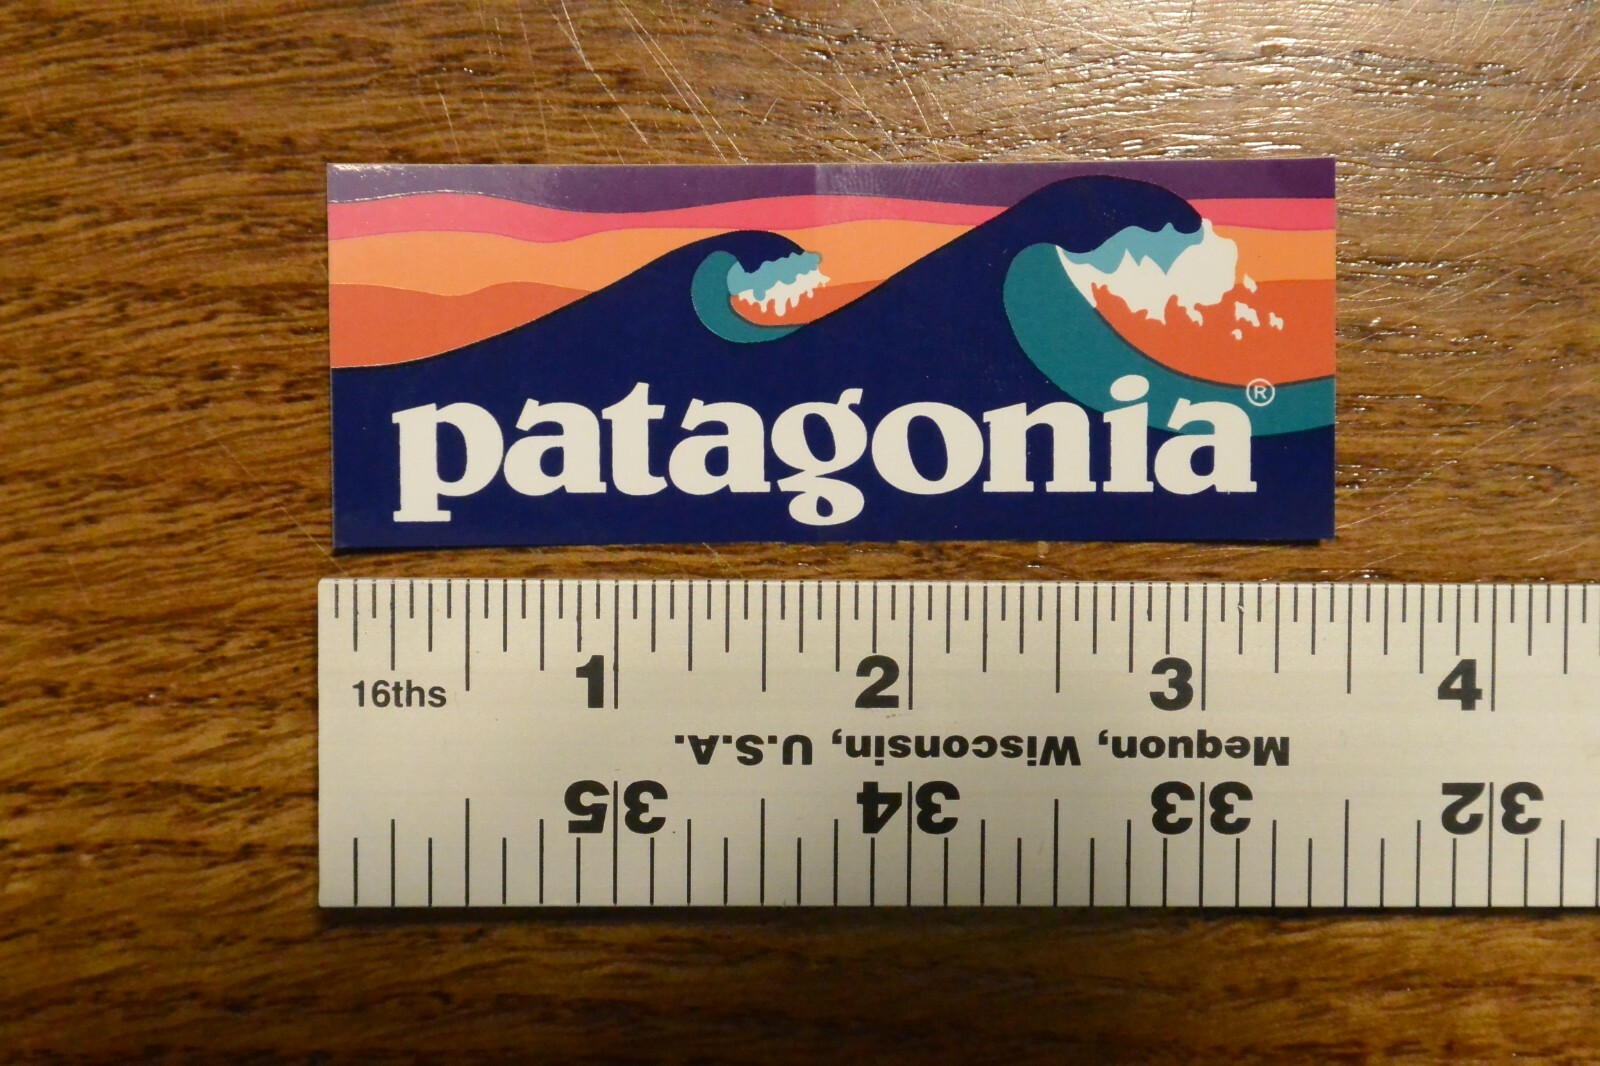 patagonia®
1 2 3 4
16ths
Mequon, Wisconsin, U.S.A.
35 34 33 32